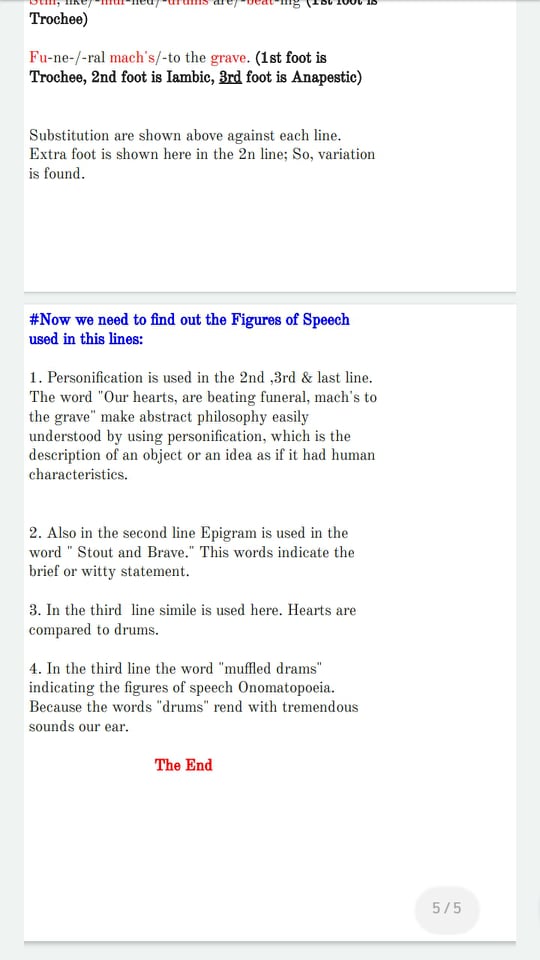 Still, like/-muf-fled/-drums are/-beat-ing (1st foot is
Trochee)
Fu-ne-/-ral mach's/-to the grave. (1st foot is
Trochee, 2nd foot is Iambic, 3rd foot is Anapestic)
Substitution are shown above against each line.
Extra foot is shown here in the 2n line; So, variation
is found.
#Now we need to find out the Figures of Speech
used in this lines:
1. Personification is used in the 2nd ,3rd & last line.
The word "Our hearts, are beating funeral, mach's to
the grave" make abstract philosophy easily
understood by using personification, which is the
description of an object or an idea as if it had human
characteristics.
2. Also in the second line Epigram is used in the
word " Stout and Brave." This words indicate the
brief or witty statement.
3. In the third  line simile is used here. Hearts are
compared to drums.
4. In the third line the word "muffled drams"
indicating the figures of speech Onomatopoeia.
Because the words "drums" rend with tremendous
sounds our ear.
The End
5 / 5